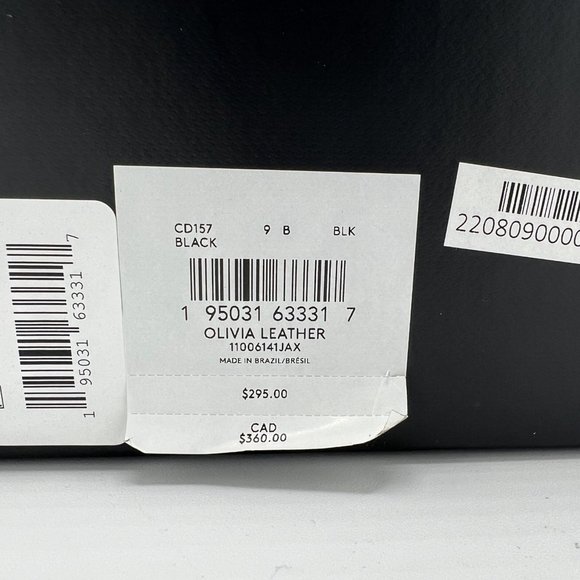 CD157 9 B BLK
BLACK
1 95031 63331 7
OLIVIA LEATHER
11006141JAX
MADE IN BRAZIL/BRÉSIL
$295.00
CAD
$360.00
1 95031 63331 7
2208090000